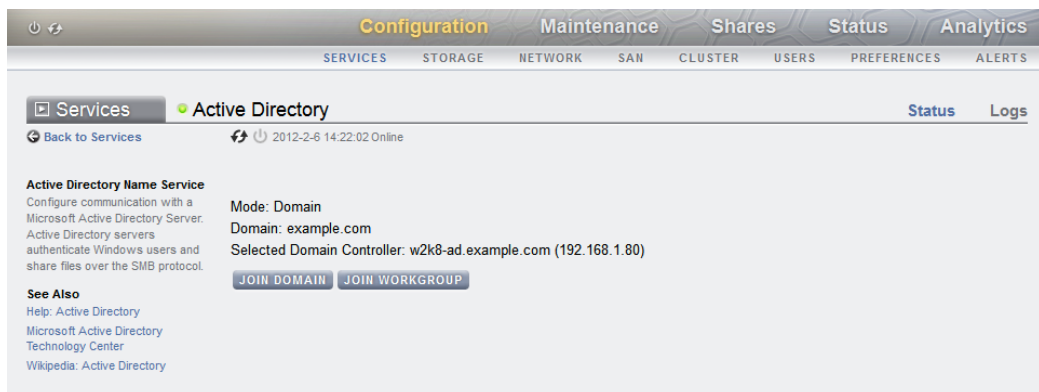 Configuration Maintenance Shares Status Analytics
SERVICES STORAGE NETWORK SAN CLUSTER USERS PREFERENCES ALERTS
Services Active Directory Status Logs
Back to Services 2012-2-6 14:22:02 Online
Active Directory Name Service
Configure communication with a
Microsoft Active Directory Server.
Active Directory servers
authenticate Windows users and
share files over the SMB protocol.
See Also
Help: Active Directory
Microsoft Active Directory
Technology Center
Wikipedia: Active Directory
Mode: Domain
Domain: example.com
Selected Domain Controller: w2k8-ad.example.com (192.168.1.80)
JOIN DOMAIN JOIN WORKGROUP